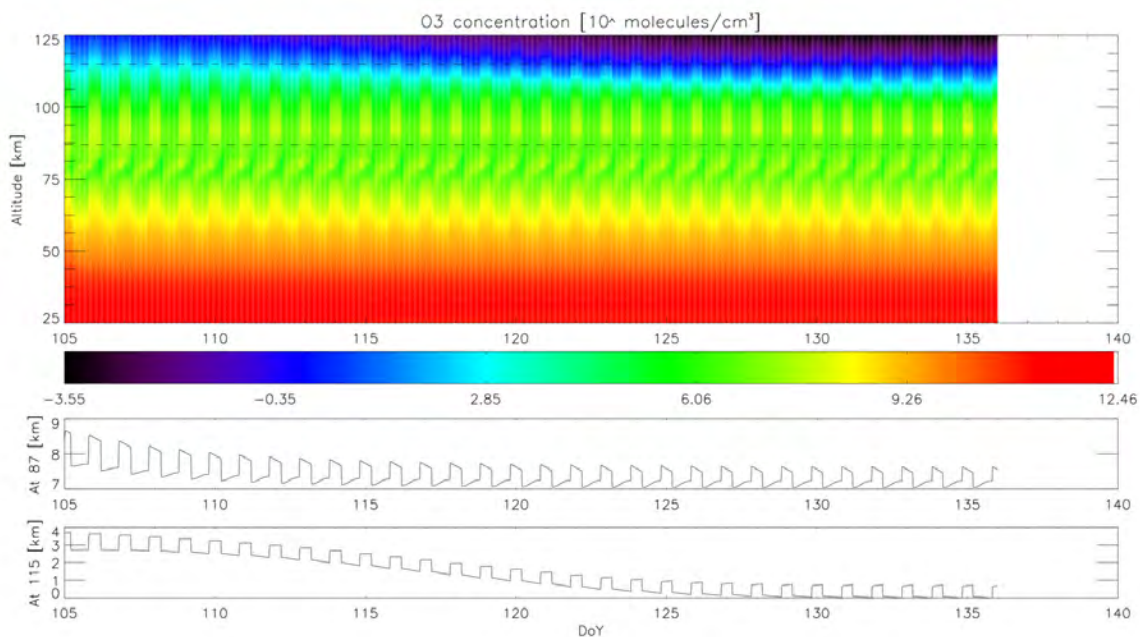 O3 concentration [10^ molecules/cm³]
125
100
75
50
25
Altitude [km]
105 110 115 120 125 130 135 140
−3.55 −0.35 2.85 6.06 9.26 12.46
9
8
7
At 87 [km]
105 110 115 120 125 130 135 140
4
3
2
1
0
At 115 [km]
105 110 115 120 125 130 135 140
DoY